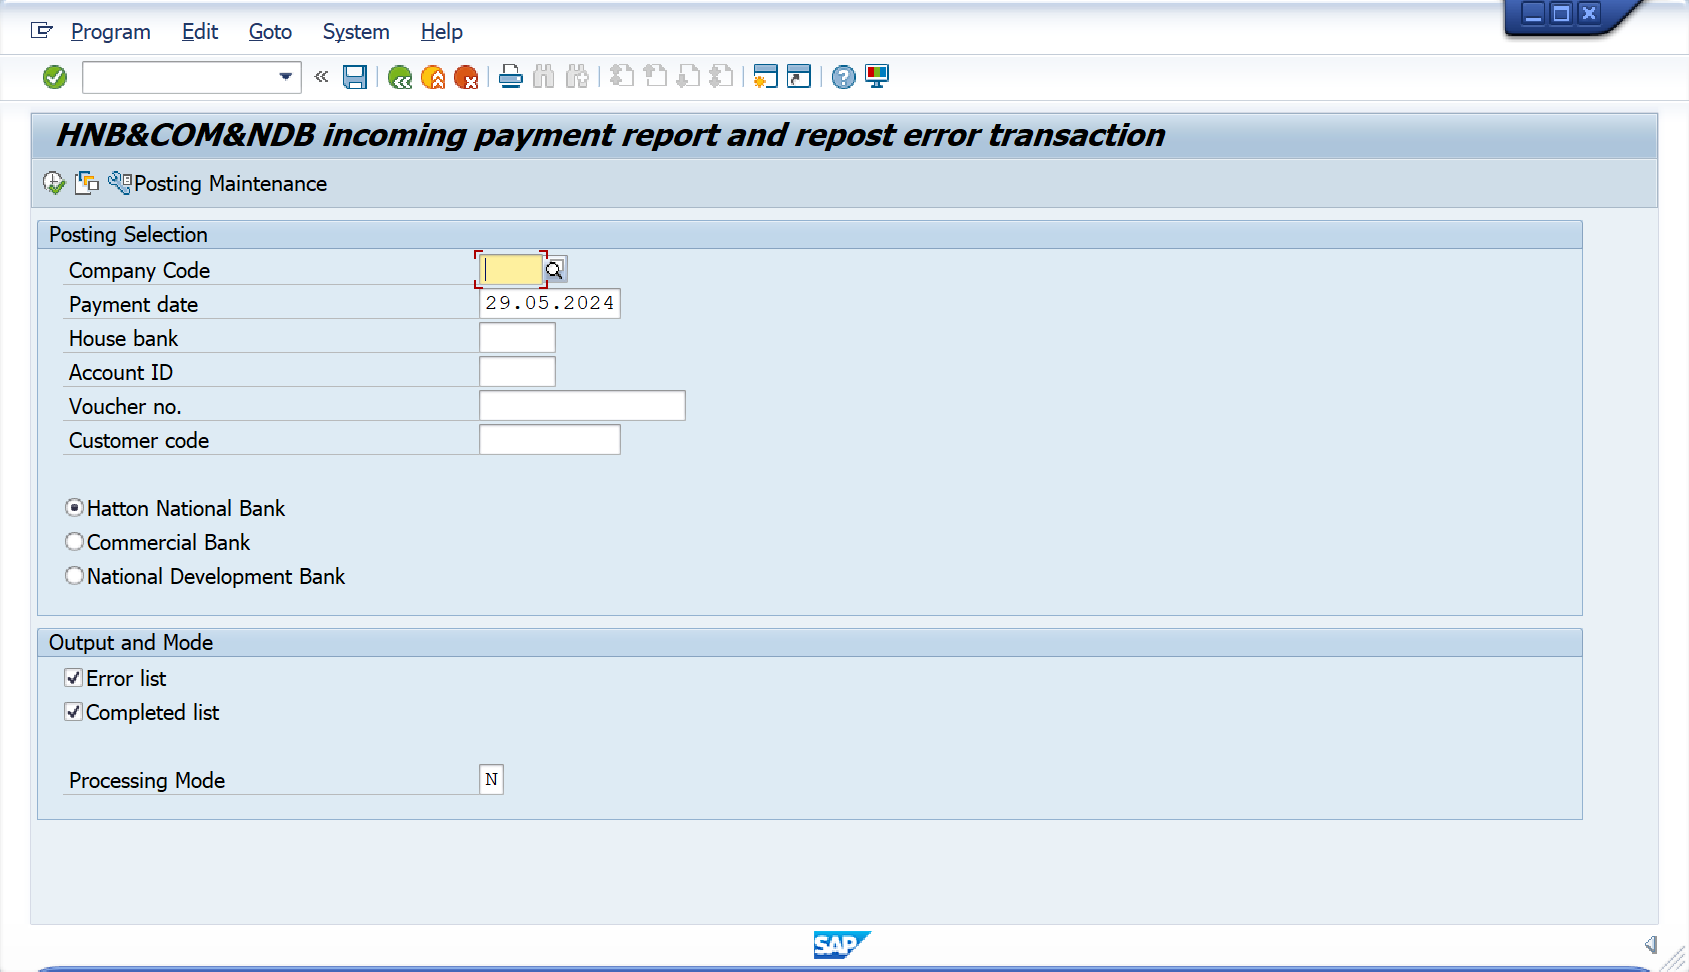 Program Edit Goto System Help
HNB&COM&NDB incoming payment report and repost error transaction
Posting Maintenance
Posting Selection
Company Code
Payment date 29.05.2024
House bank
Account ID
Voucher no.
Customer code
Hatton National Bank
Commercial Bank
National Development Bank
Output and Mode
Error list
Completed list
Processing Mode N
SAP